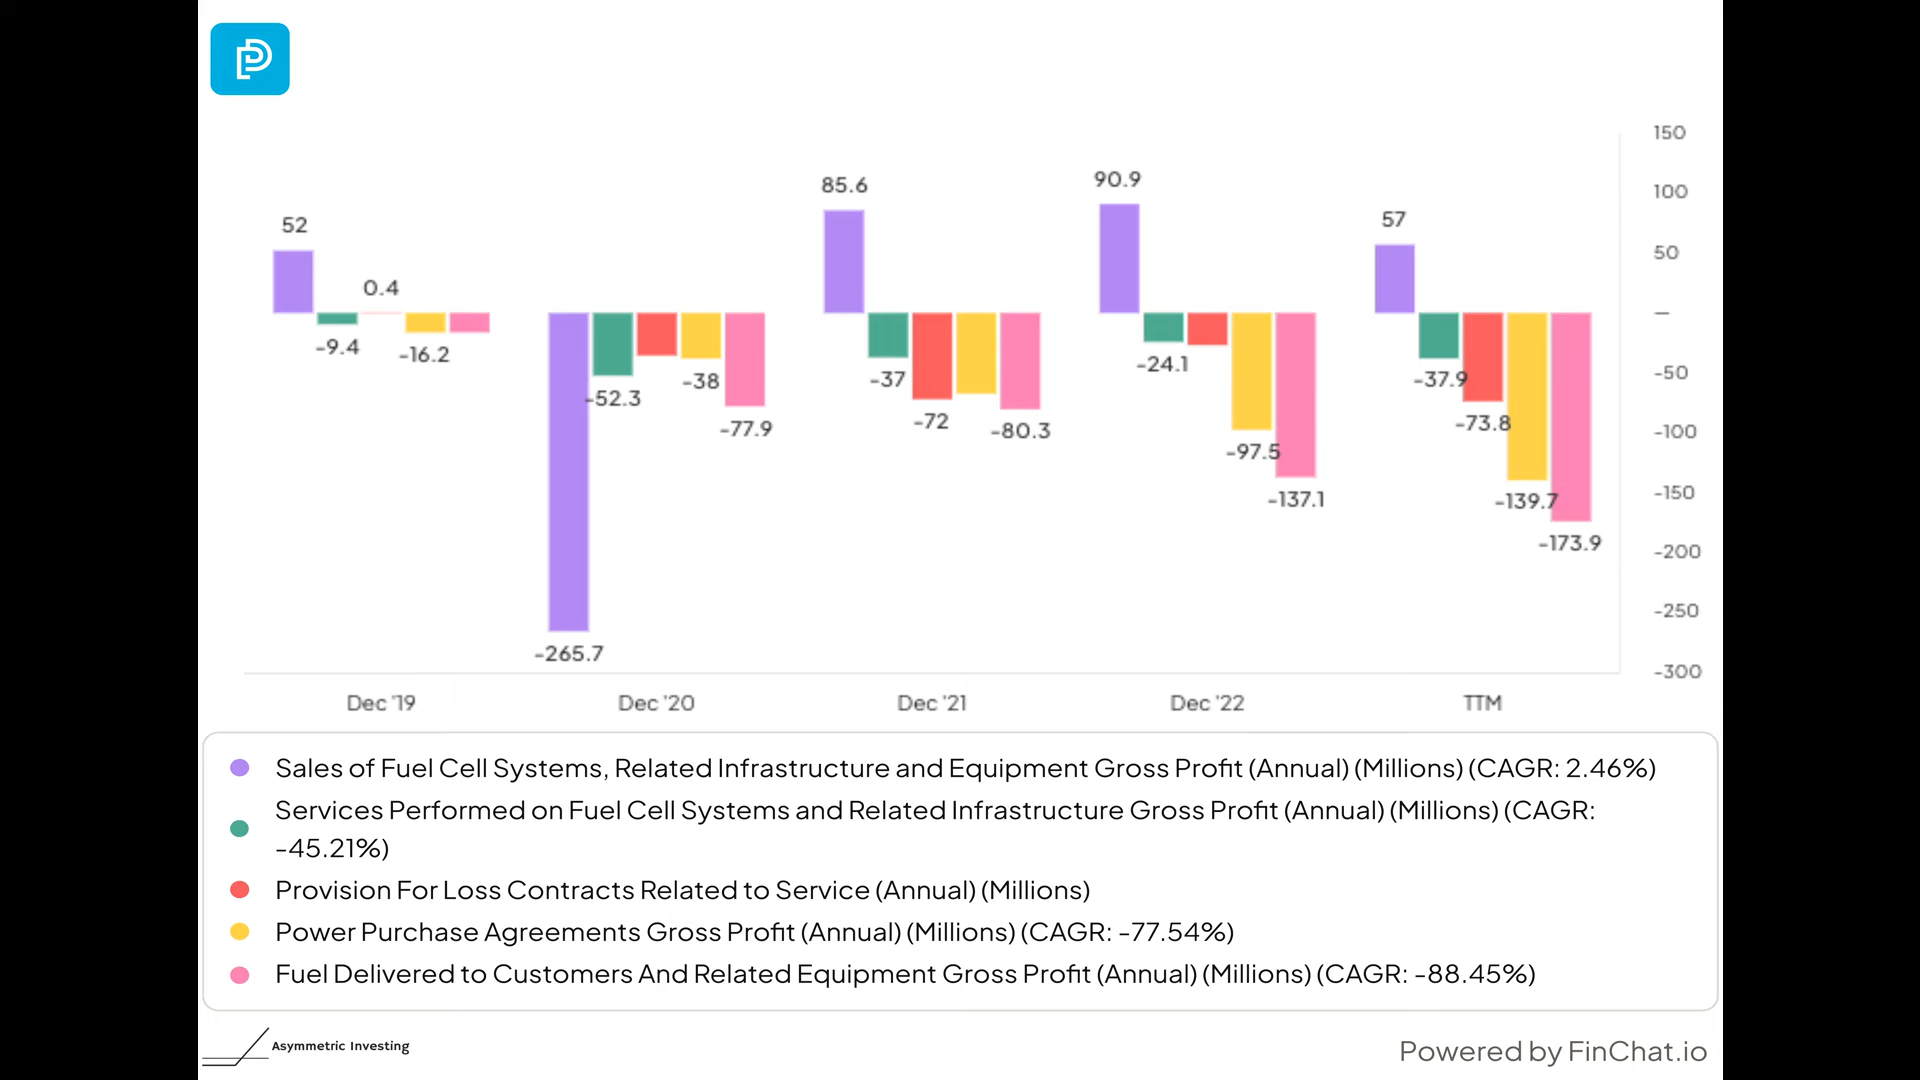 150
100
50
—
-50
-100
-150
-200
-250
-300
52
-9.4
0.4
-16.2
-265.7
-52.3
-38
-77.9
85.6
-37
-72
-80.3
90.9
-24.1
-97.5
-137.1
57
-37.9
-73.8
-139.7
-173.9
Dec '19
Dec '20
Dec '21
Dec '22
TTM
Sales of Fuel Cell Systems, Related Infrastructure and Equipment Gross Profit (Annual) (Millions) (CAGR: 2.46%)
Services Performed on Fuel Cell Systems and Related Infrastructure Gross Profit (Annual) (Millions) (CAGR:
-45.21%)
Provision For Loss Contracts Related to Service (Annual) (Millions)
Power Purchase Agreements Gross Profit (Annual) (Millions) (CAGR: -77.54%)
Fuel Delivered to Customers And Related Equipment Gross Profit (Annual) (Millions) (CAGR: -88.45%)
Asymmetric Investing
Powered by FinChat.io